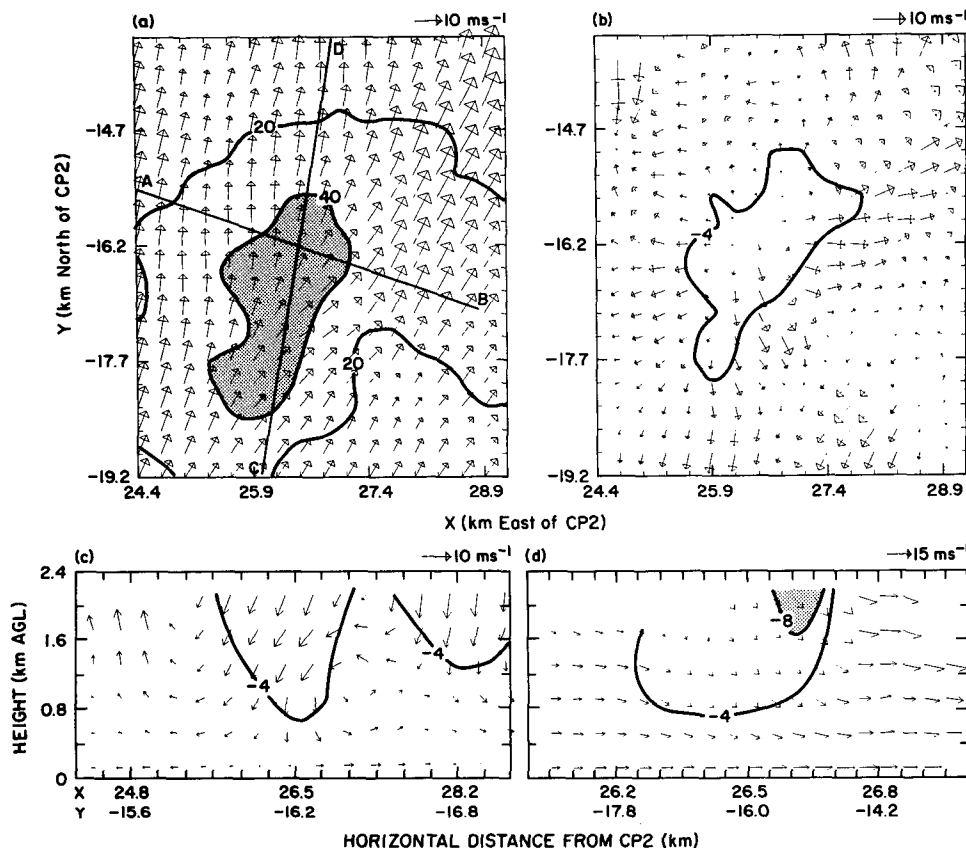 (a)
10 ms⁻¹
(b)
10 ms⁻¹
D
20
-14.7
-14.7
A
40
-16.2
-4
-16.2
B
-17.7
20
-17.7
C
-19.2
-19.2
24.4 25.9 27.4 28.9
24.4 25.9 27.4 28.9
Y (km North of CP2)
X (km East of CP2)
(c)
10 ms⁻¹
(d)
15 ms⁻¹
2.4
1.6
0.8
0
-4
-4
-8
-4
HEIGHT (km AGL)
X 24.8 26.5 28.2 26.2 26.5 26.8
Y -15.6 -16.2 -16.8 -17.8 -16.0 -14.2
HORIZONTAL DISTANCE FROM CP2 (km)